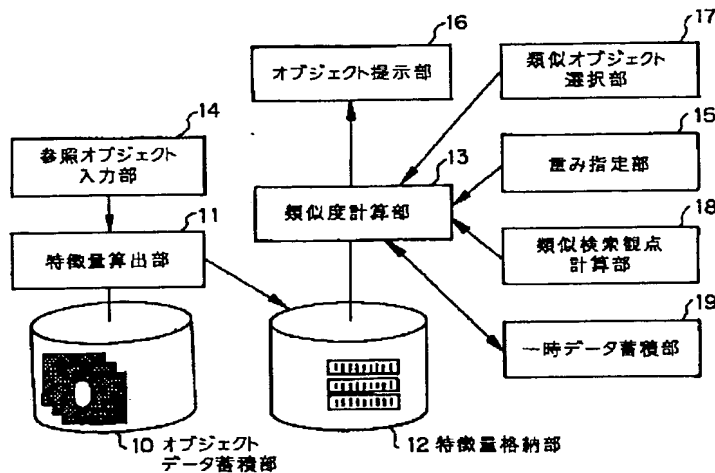 16
オブジェクト提示部
17
類似オブジェクト
選択部
14
参照オブジェクト
入力部
15
重み指定部
13
類似度計算部
11
特徴量算出部
18
類似検索観点
計算部
19
一時データ蓄積部
10 オブジェクト
データ蓄積部
12 特徴量格納部